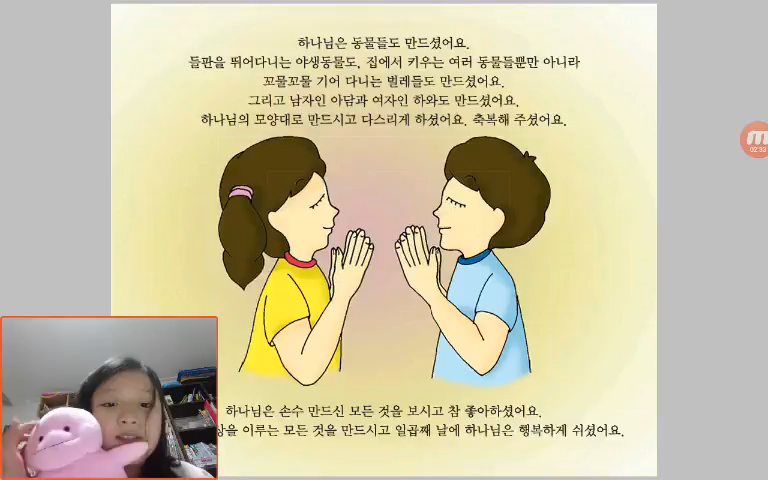 하나님은 동물들도 만드셨어요.
들판을 뛰어다니는 야생동물도, 집에서 키우는 여러 동물들뿐만 아니라
꼬물꼬물 기어 다니는 벌레들도 만드셨어요.
그리고 남자인 아담과 여자인 하와도 만드셨어요.
하나님의 모양대로 만드시고 다스리게 하셨어요. 축복해 주셨어요.
02:33
하나님은 손수 만드신 모든 것을 보시고 참 좋아하셨어요.
이루는 모든 것을 만드시고 일곱째 날에 하나님은 행복하게 쉬셨어요.